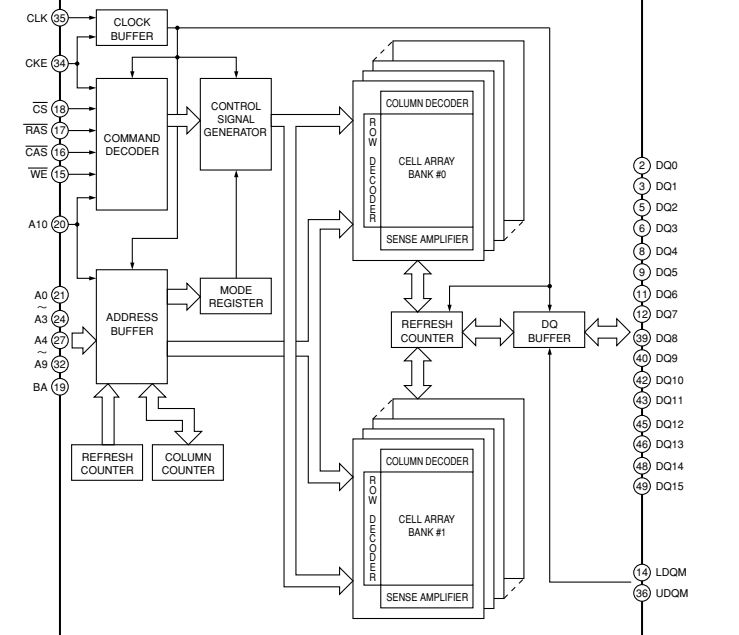 CLK 35
CLOCK
BUFFER
CKE 34
CS 18
RAS 17
CAS 16
WE 15
COMMAND
DECODER
CONTROL
SIGNAL
GENERATOR
A10 20
A0 21
~
A3 24
A4 27
~
A9 32
BA 19
ADDRESS
BUFFER
MODE
REGISTER
REFRESH
COUNTER
COLUMN
COUNTER
COLUMN DECODER
ROW DECODER
CELL ARRAY
BANK #0
SENSE AMPLIFIER
REFRESH
COUNTER
DQ
BUFFER
COLUMN DECODER
ROW DECODER
CELL ARRAY
BANK #1
SENSE AMPLIFIER
2 DQ0
3 DQ1
5 DQ2
6 DQ3
8 DQ4
9 DQ5
11 DQ6
12 DQ7
39 DQ8
40 DQ9
42 DQ10
43 DQ11
45 DQ12
46 DQ13
48 DQ14
49 DQ15
14 LDQM
36 UDQM